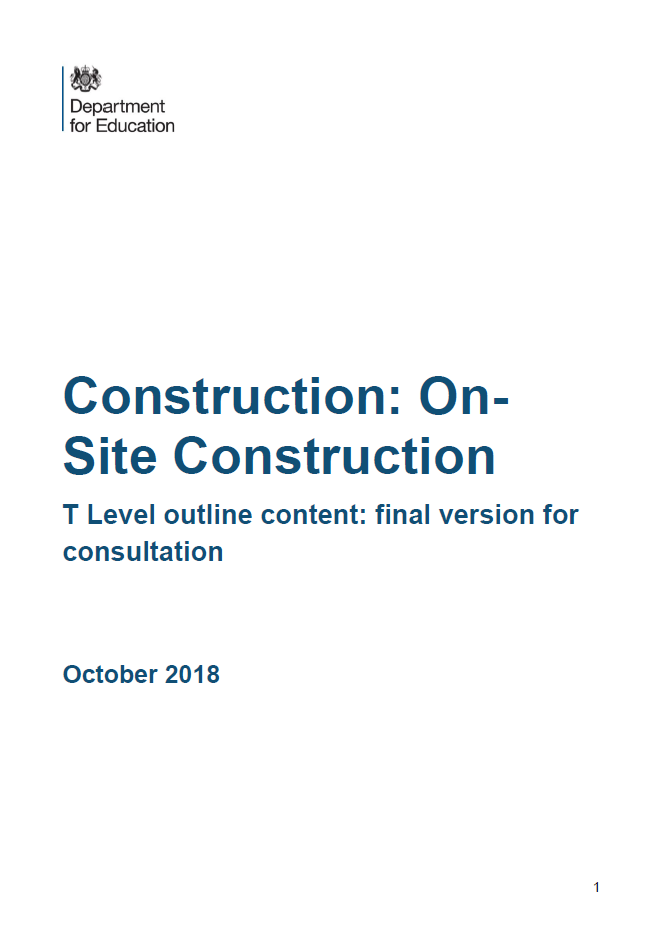 Department
for Education
Construction: On-
Site Construction
T Level outline content: final version for
consultation
October 2018
1